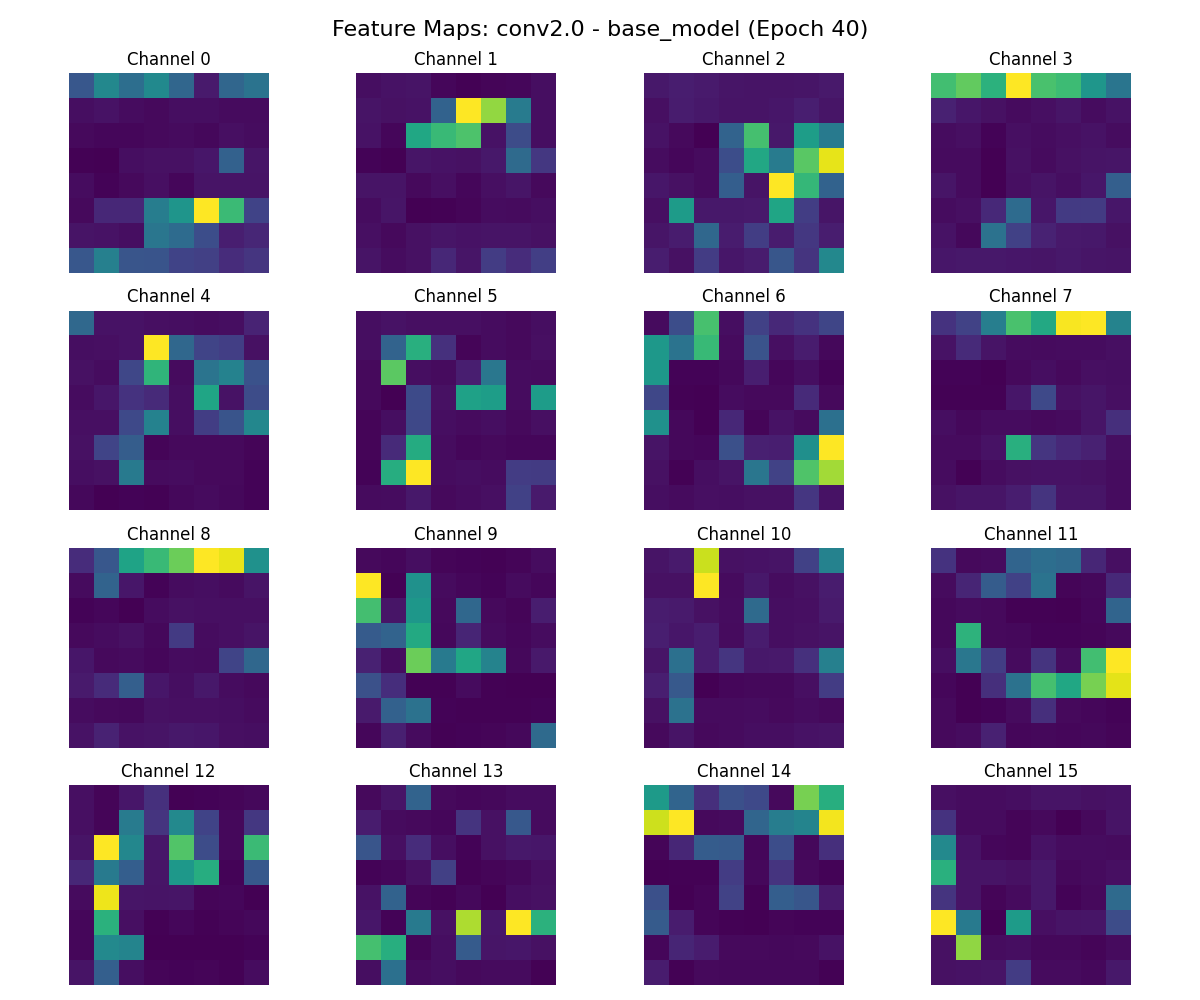 Feature Maps: conv2.0 - base_model (Epoch 40)
Channel 0
Channel 1
Channel 2
Channel 3
Channel 4
Channel 5
Channel 6
Channel 7
Channel 8
Channel 9
Channel 10
Channel 11
Channel 12
Channel 13
Channel 14
Channel 15